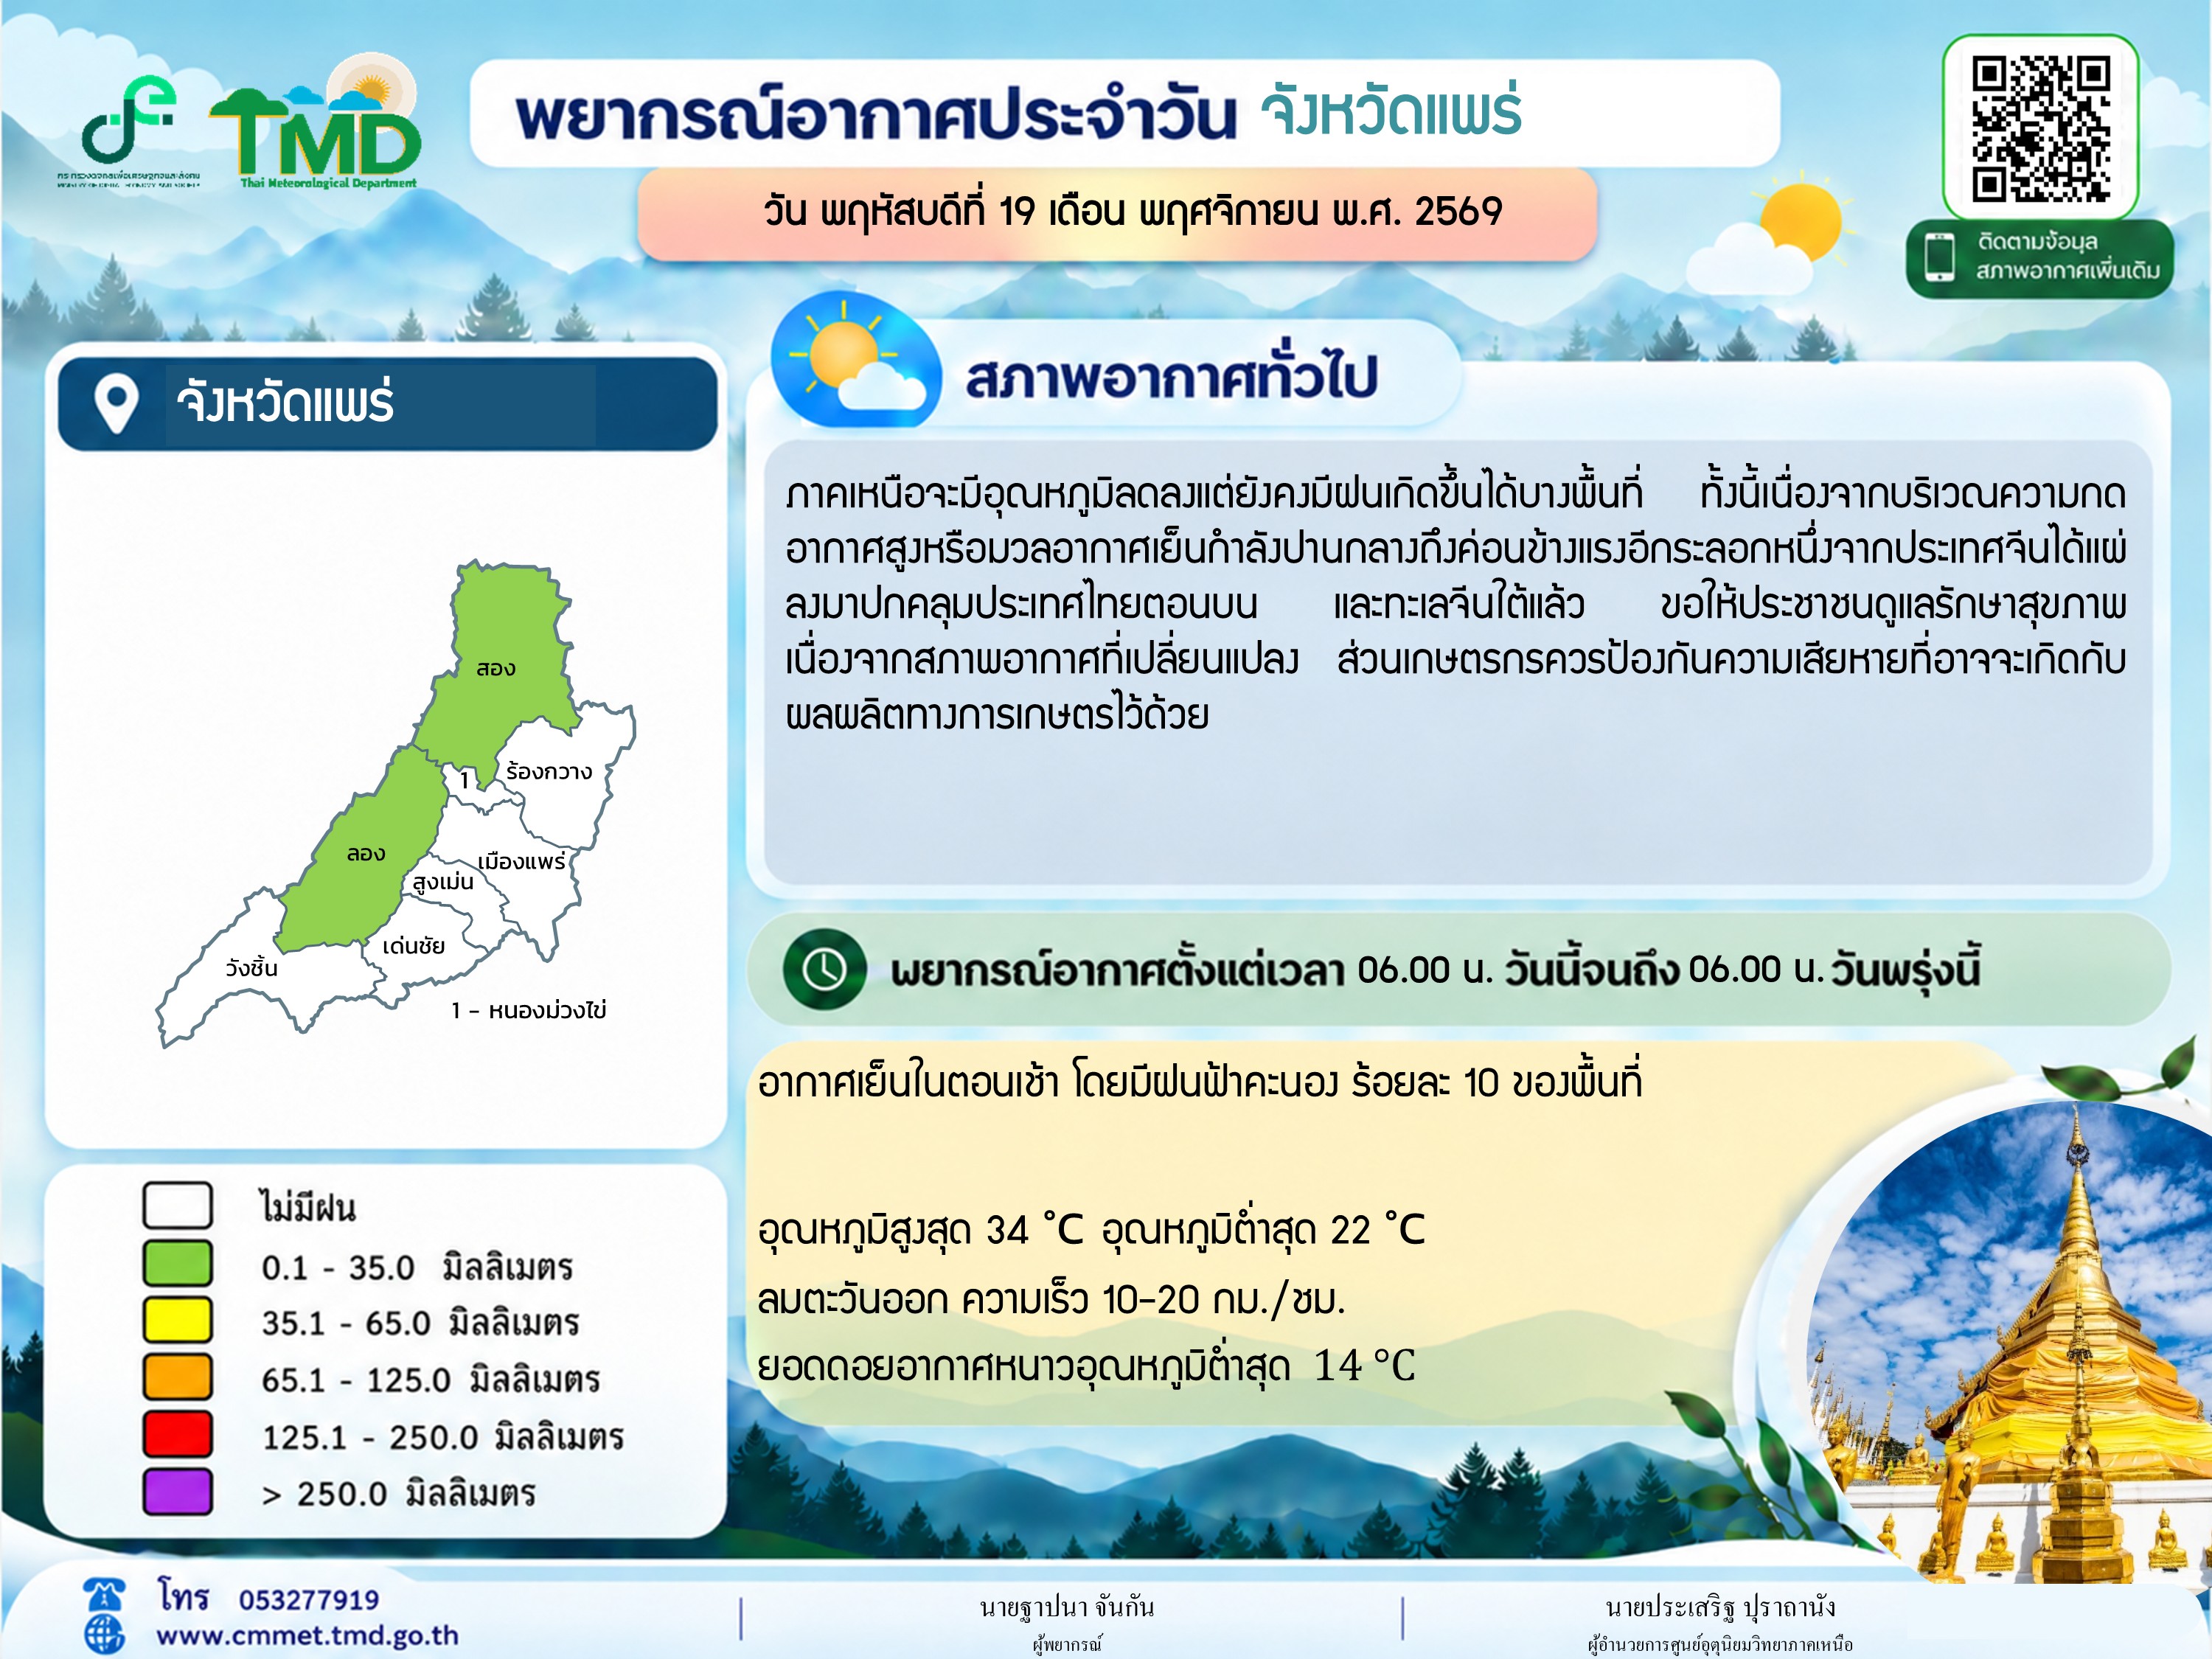 TMD
Thai Meteorological Department
พยากรณ์อากาศประจำวัน จังหวัดแพร่
วัน พฤหัสบดีที่ 19 เดือน พฤศจิกายน พ.ศ. 2569
ติดตามข้อมุล
สภาพอากาศเพิ่มเติม
จังหวัดแพร่
สอง
1
ร้องกวาง
ลอง
เมืองแพร่
สูงเม่น
เด่นชัย
วังชิ้น
1 - หนองม่วงไข่
ไม่มีฝน
0.1 - 35.0 มิลลิเมตร
35.1 - 65.0 มิลลิเมตร
65.1 - 125.0 มิลลิเมตร
125.1 - 250.0 มิลลิเมตร
> 250.0 มิลลิเมตร
สภาพอากาศทั่วไป
ภาคเหนือจะมีอุณหภูมิลดลงแต่ยังคงมีฝนเกิดขึ้นได้บางพื้นที่ ทั้งนี้เนื่องจากบริเวณความกด
อากาศสูงหรือมวลอากาศเย็นกำลังปานกลางถึงค่อนข้างแรงอีกระลอกหนึ่งจากประเทศจีนได้แผ่
ลงมาปกคลุมประเทศไทยตอนบน และทะเลจีนใต้แล้ว ขอให้ประชาชนดูแลรักษาสุขภาพ
เนื่องจากสภาพอากาศที่เปลี่ยนแปลง ส่วนเกษตรกรควรป้องกันความเสียหายที่อาจจะเกิดกับ
ผลผลิตทางการเกษตรไว้ด้วย
พยากรณ์อากาศตั้งแต่เวลา 06.00 น. วันนี้จนถึง 06.00 น. วันพรุ่งนี้
อากาศเย็นในตอนเช้า โดยมีฝนฟ้าคะนอง ร้อยละ 10 ของพื้นที่
อุณหภูมิสูงสุด 34 °C อุณหภูมิต่ำสุด 22 °C
ลมตะวันออก ความเร็ว 10-20 กม./ชม.
ยอดดอยอากาศหนาวอุณหภูมิต่ำสุด 14 °C
โทร 053277919
www.cmmet.tmd.go.th
นายฐาปนา จันกัน
ผู้พยากรณ์
นายประเสริฐ ปุราถานัง
ผู้อำนวยการศูนย์อุตุนิยมวิทยาภาคเหนือ